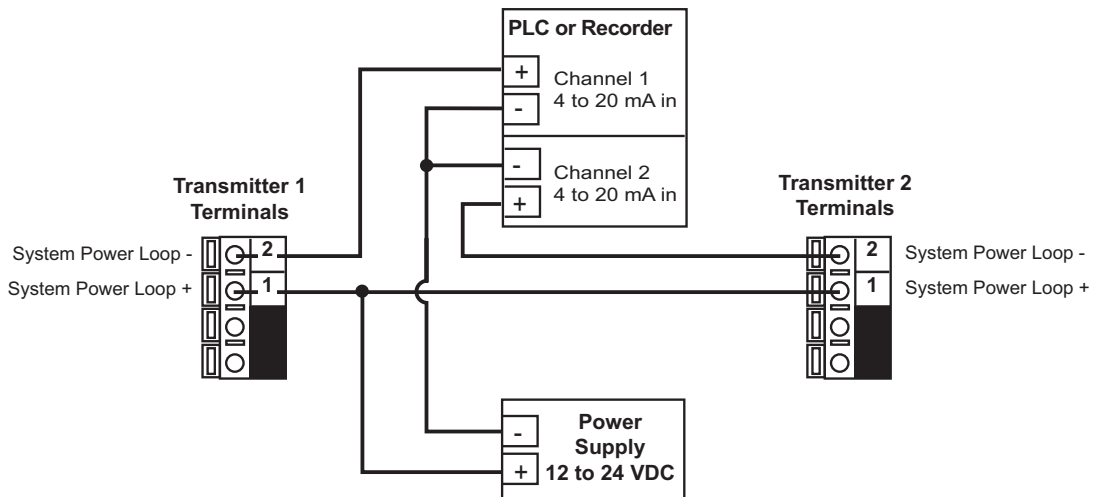 PLC or Recorder
+
Channel 1
4 to 20 mA in
-
-
Channel 2
4 to 20 mA in
+
Transmitter 1
Terminals
System Power Loop -
2
System Power Loop +
1
Transmitter 2
Terminals
2
System Power Loop -
1
System Power Loop +
-
Power
Supply
+
12 to 24 VDC